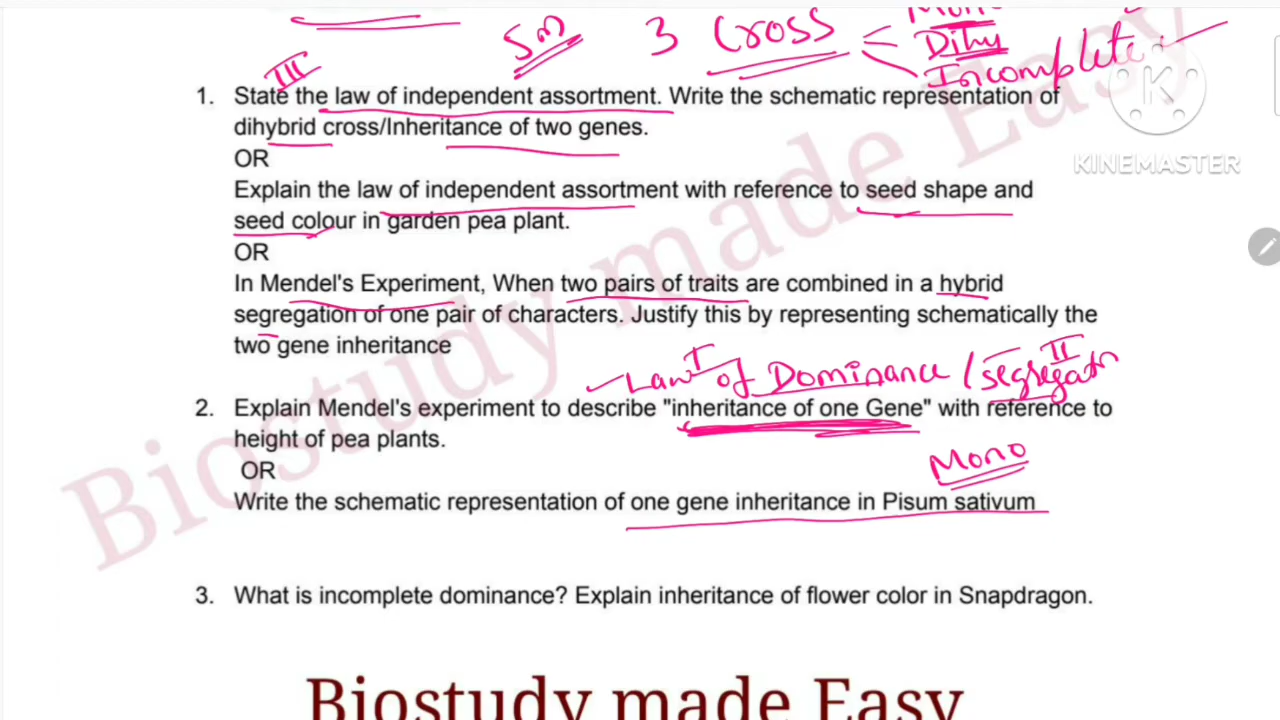 Mono
5m 3 Cross Dihy
Incomplete
III
1. State the law of independent assortment. Write the schematic representation of
dihybrid cross/Inheritance of two genes.
OR
KINEMASTER
Explain the law of independent assortment with reference to seed shape and
seed colour in garden pea plant.
OR
In Mendel's Experiment, When two pairs of traits are combined in a hybrid
segregation of one pair of characters. Justify this by representing schematically the
two gene inheritance
I II
Law of Dominance / segregat
2. Explain Mendel's experiment to describe "inheritance of one Gene" with reference to
height of pea plants.
Mono
OR
Write the schematic representation of one gene inheritance in Pisum sativum
3. What is incomplete dominance? Explain inheritance of flower color in Snapdragon.
Biostudy made Easy
Biostudy made Easy